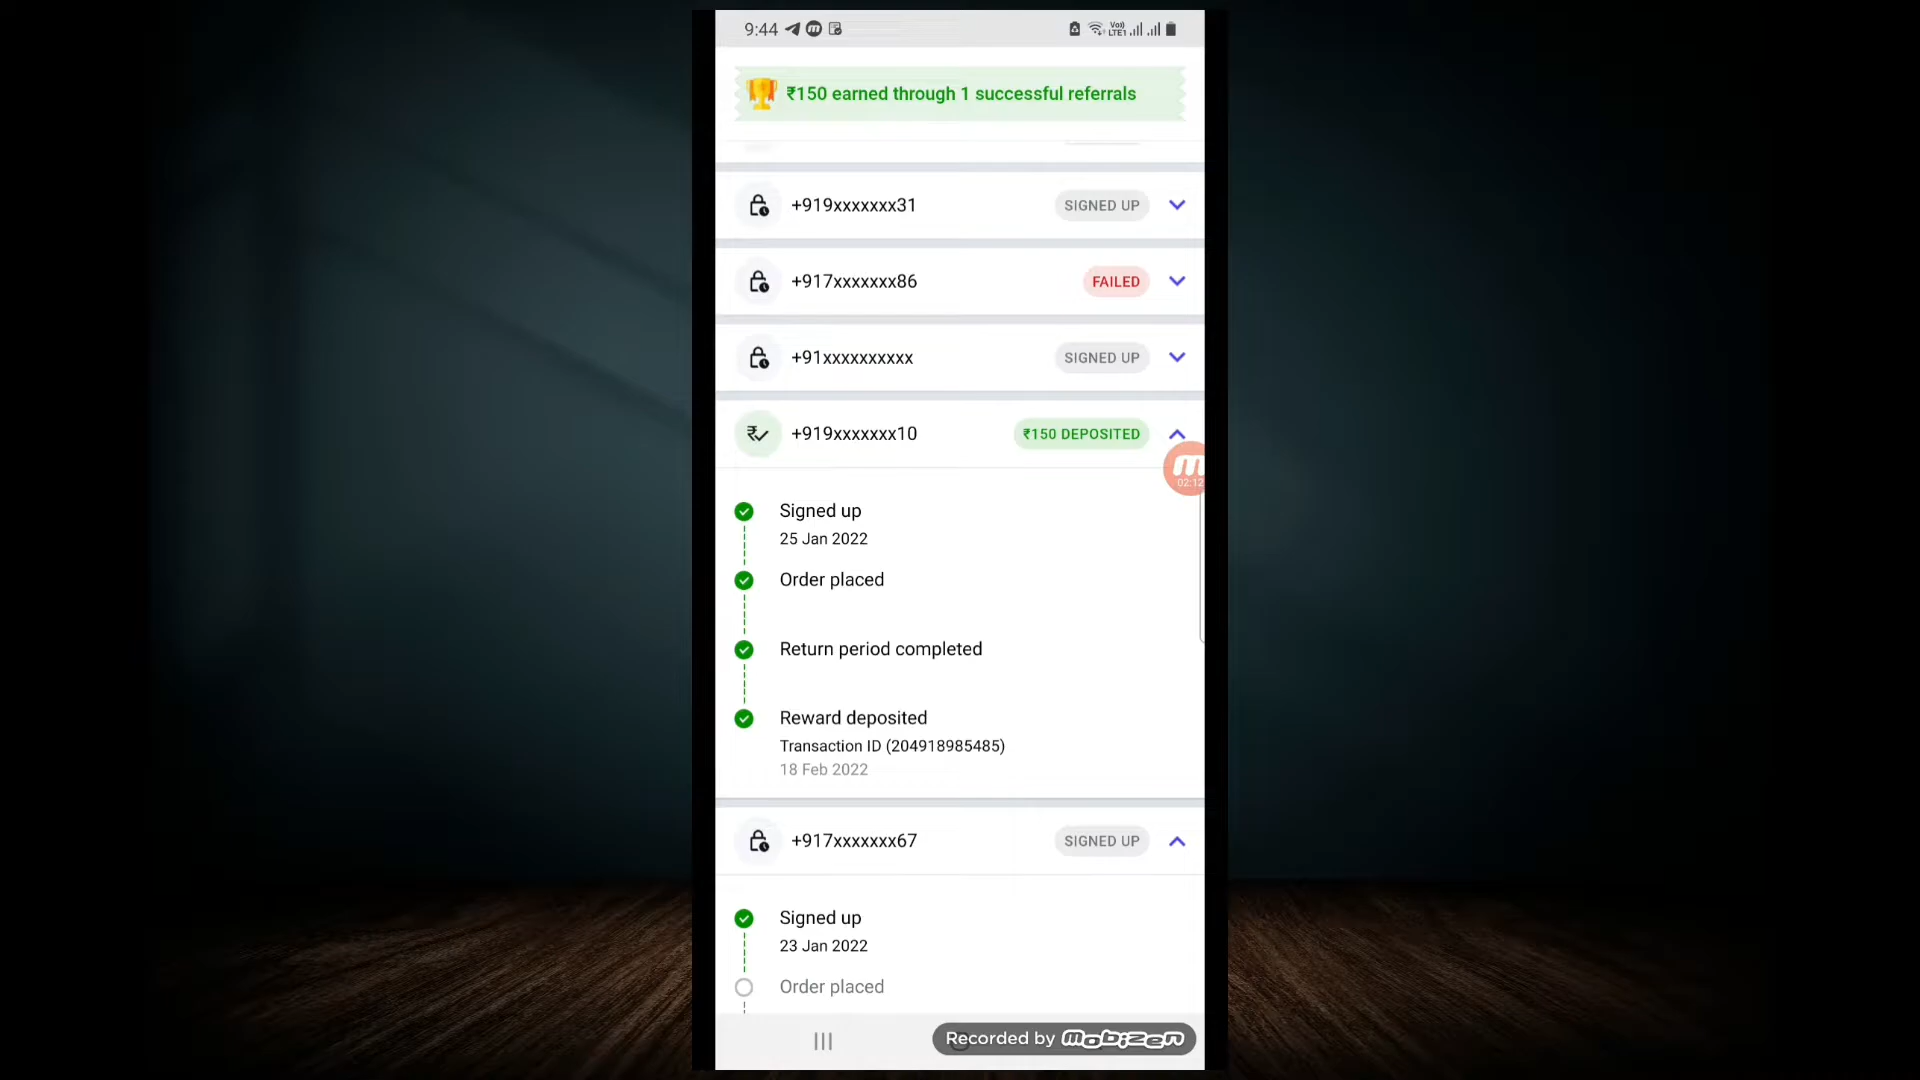 9:44
Vo)) LTE1
₹150 earned through 1 successful referrals
+919xxxxxxx31 SIGNED UP
+917xxxxxxx86 FAILED
+91xxxxxxxxxx SIGNED UP
+919xxxxxxx10 ₹150 DEPOSITED
02:12
Signed up
25 Jan 2022
Order placed
Return period completed
Reward deposited
Transaction ID (204918985485)
18 Feb 2022
+917xxxxxxx67 SIGNED UP
Signed up
23 Jan 2022
Order placed
Recorded by mobizen